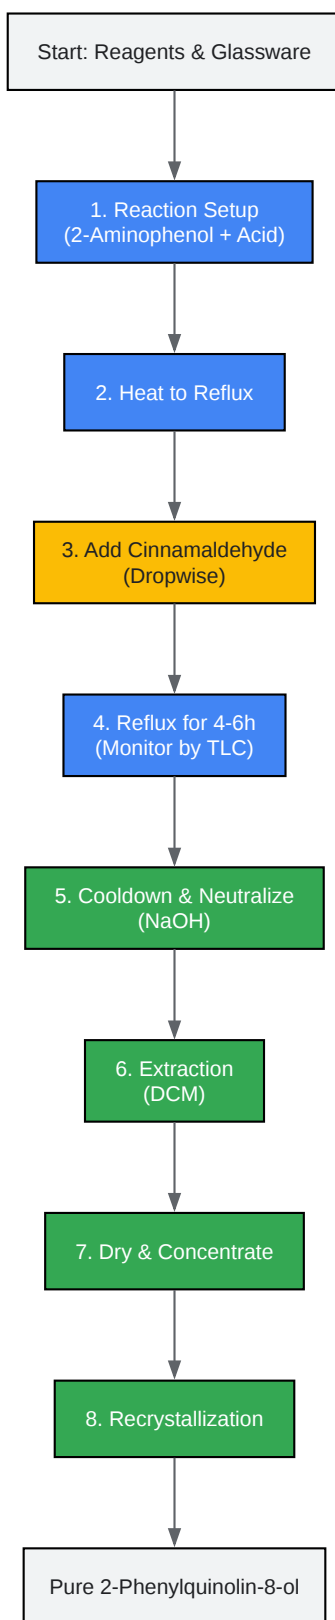 Start: Reagents & Glassware
1. Reaction Setup
(2-Aminophenol + Acid)
2. Heat to Reflux
3. Add Cinnamaldehyde
(Dropwise)
4. Reflux for 4-6h
(Monitor by TLC)
5. Cooldown & Neutralize
(NaOH)
6. Extraction
(DCM)
7. Dry & Concentrate
8. Recrystallization
Pure 2-Phenylquinolin-8-ol